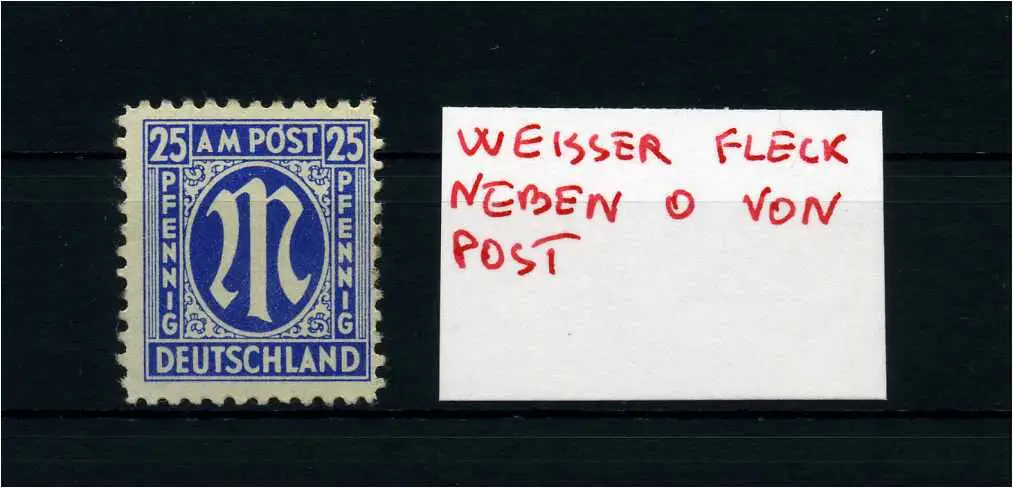 25 AM POST 25
PFENNIG
M
PFENNIG
DEUTSCHLAND
WEISSER FLECK
NEBEN O VON
POST